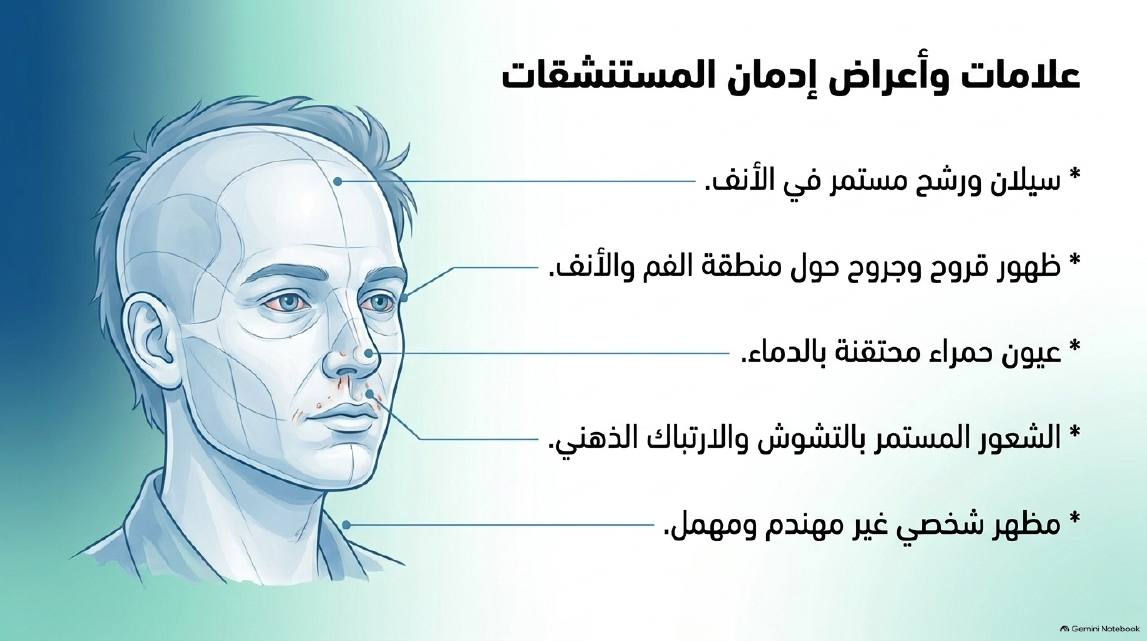 علامات وأعراض إدمان المستنشقات
* سيلان ورشح مستمر في الأنف.
* ظهور قروح وجروح حول منطقة الفم والأنف.
* عيون حمراء محتقنة بالدماء.
* الشعور المستمر بالتشوش والارتباك الذهني.
* مظهر شخصي غير مهندم ومهمل.
Gemini Notebook